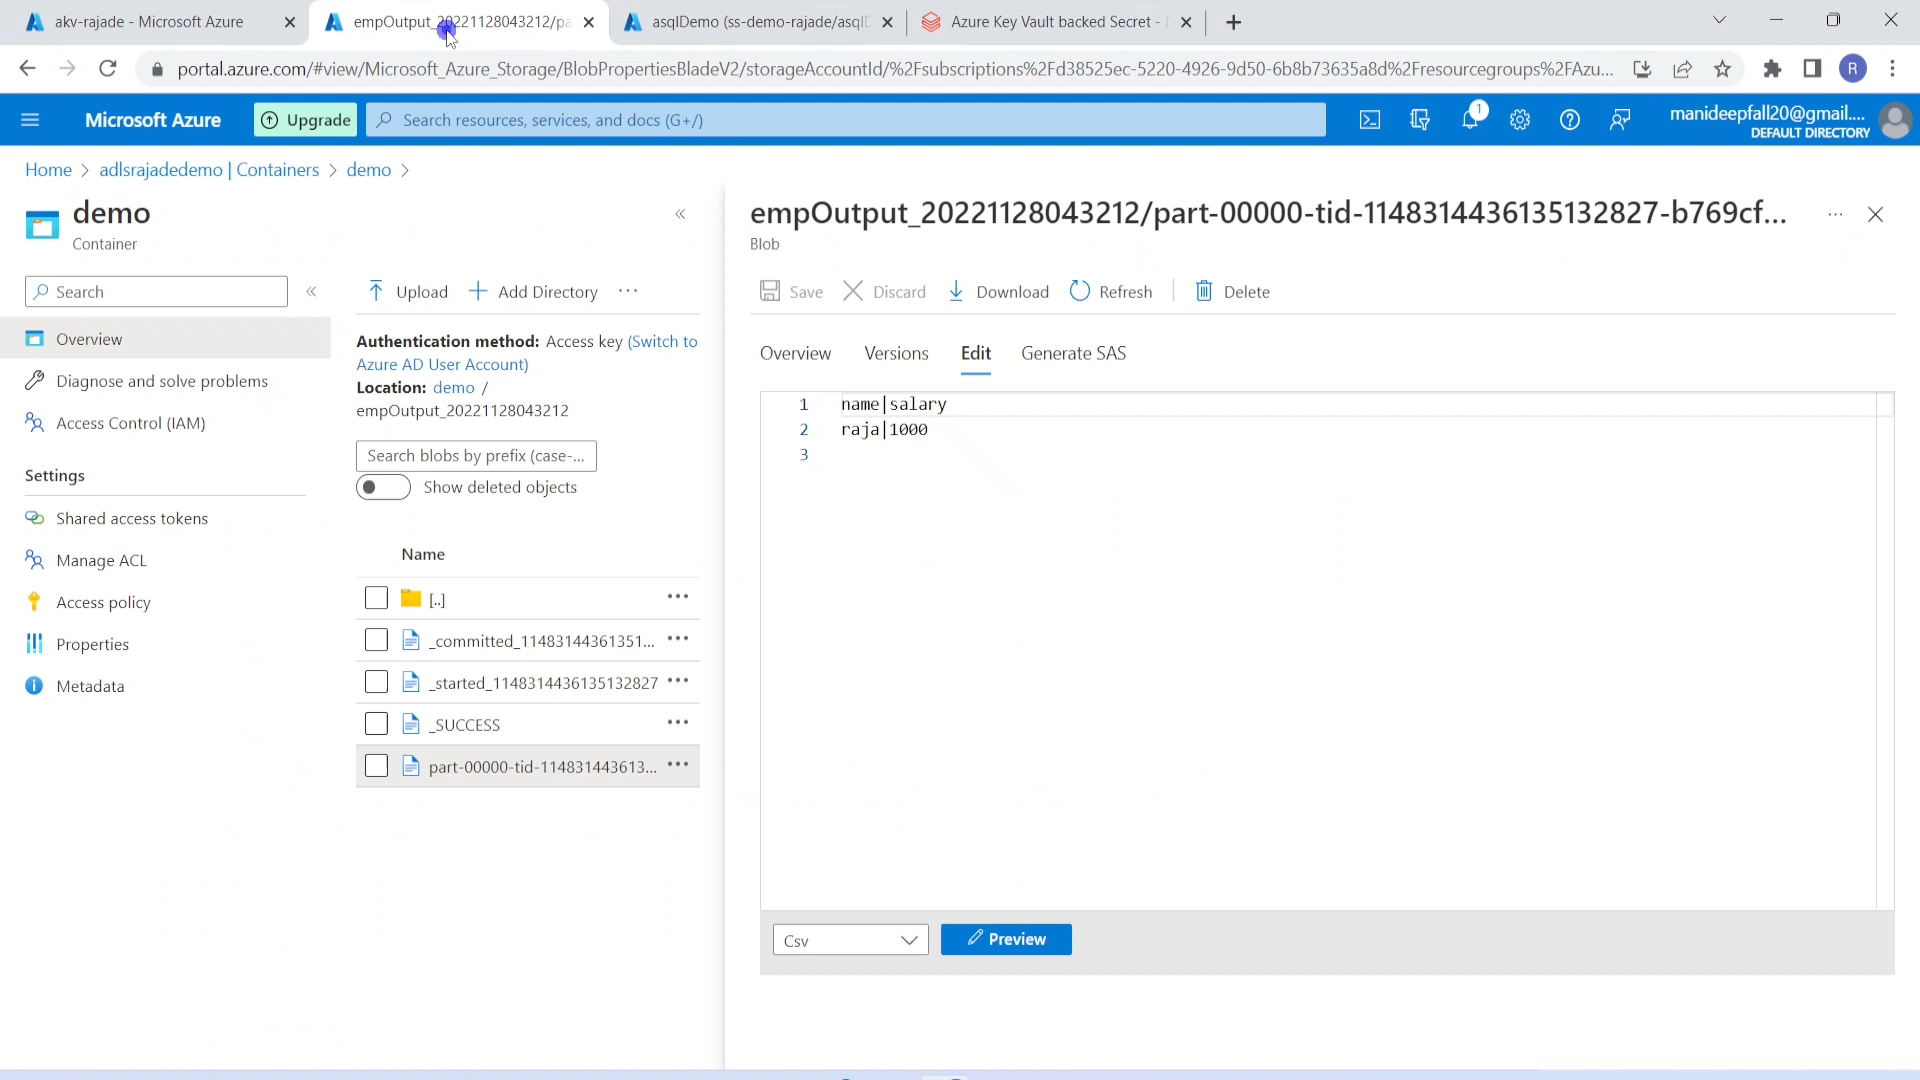 akv-rajade - Microsoft Azure
empOutput_20221128043212/pa
asqlDemo (ss-demo-rajade/asqlD
Azure Key Vault backed Secret - D
portal.azure.com/#view/Microsoft_Azure_Storage/BlobPropertiesBladeV2/storageAccountId/%2Fsubscriptions%2Fd38525ec-5220-4926-9d50-6b8b73635a8d%2Fresourcegroups%2FAzu...
R
Microsoft Azure
Upgrade
Search resources, services, and docs (G+/)
1
manideepfall20@gmail....
DEFAULT DIRECTORY
Home > adlsrajadedemo | Containers > demo >
demo
Container
Search
Overview
Diagnose and solve problems
Access Control (IAM)
Settings
Shared access tokens
Manage ACL
Access policy
Properties
Metadata
Upload
Add Directory
Authentication method: Access key (Switch to
Azure AD User Account)
Location: demo /
empOutput_20221128043212
Search blobs by prefix (case-...
Show deleted objects
Name
[..]
_committed_11483144361351...
_started_1148314436135132827
_SUCCESS
part-00000-tid-114831443613...
empOutput_20221128043212/part-00000-tid-1148314436135132827-b769cf...
Blob
Save
Discard
Download
Refresh
Delete
Overview
Versions
Edit
Generate SAS
1 name|salary
2 raja|1000
3
Csv
Preview